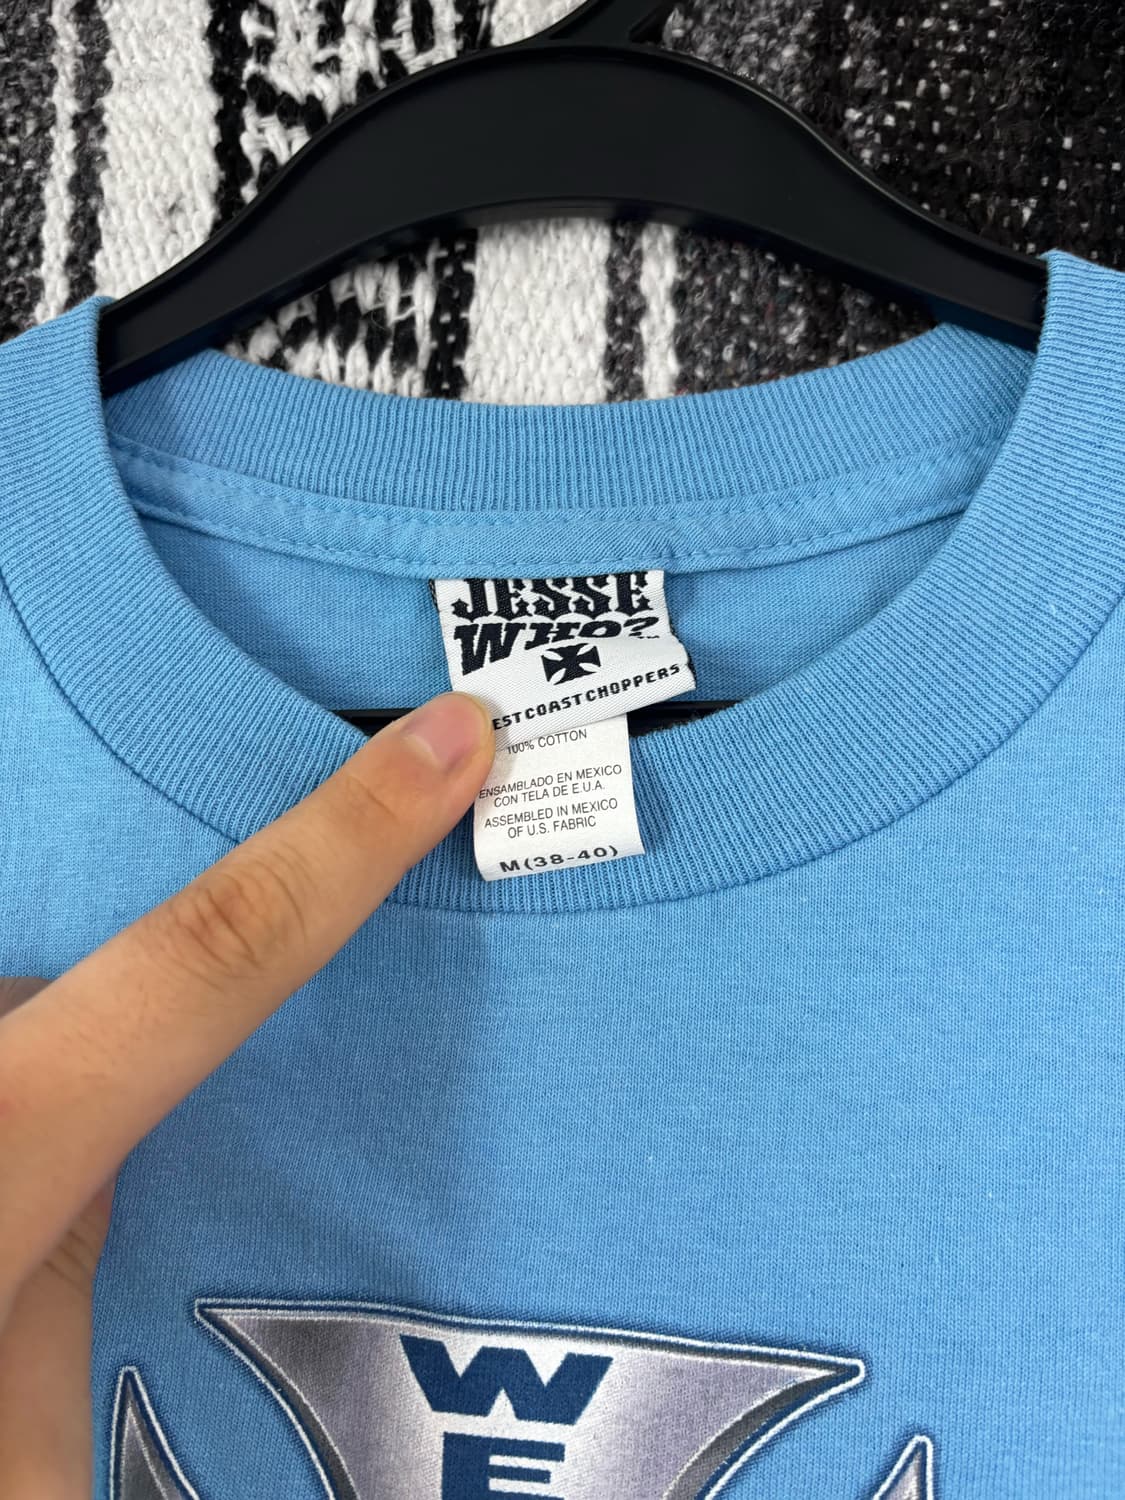 JESSE
WHO?
TM
EST COAST CHOPPERS
100% COTTON
ENSAMBLADO EN MEXICO
CON TELA DE E.U.A.
ASSEMBLED IN MEXICO
OF U.S. FABRIC
M(38-40)
W
E